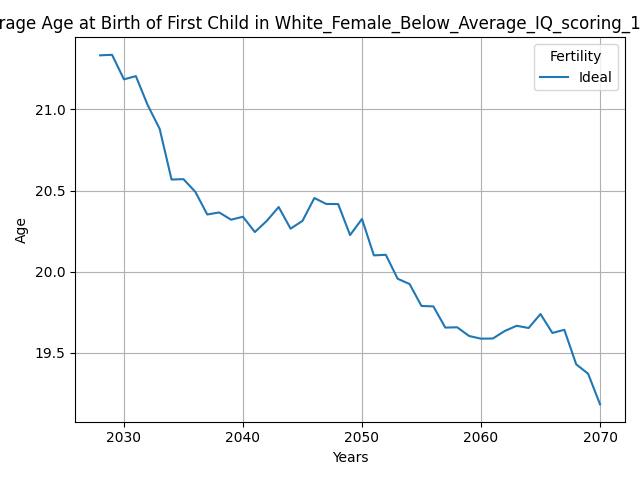 Average Age at Birth of First Child in White_Female_Below_Average_IQ_scoring_1
Fertility
Ideal
21.0
20.5
20.0
19.5
Age
2030 2040 2050 2060 2070
Years